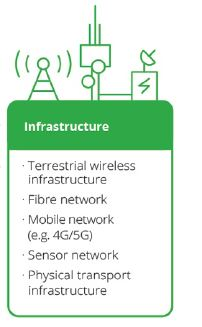 Infrastructure
· Terrestrial wireless
infrastructure
· Fibre network
· Mobile network
(e.g. 4G/5G)
· Sensor network
· Physical transport
infrastructure